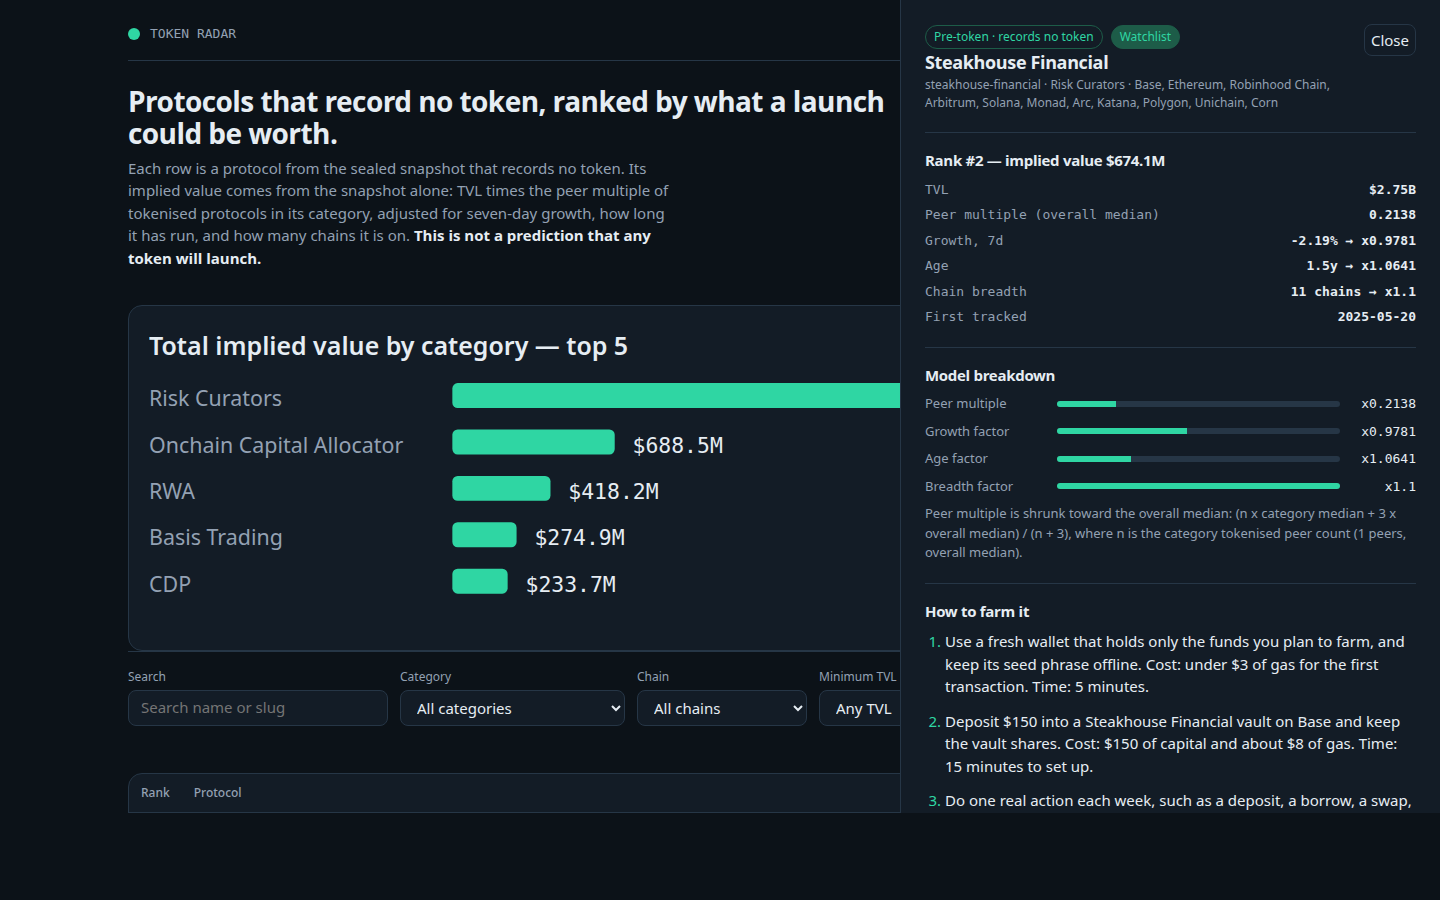 TOKEN RADAR
Protocols that record no token, ranked by what a launch
could be worth.
Each row is a protocol from the sealed snapshot that records no token. Its
implied value comes from the snapshot alone: TVL times the peer multiple of
tokenised protocols in its category, adjusted for seven-day growth, how long
it has run, and how many chains it is on. This is not a prediction that any
token will launch.
Total implied value by category — top 5
Risk Curators
Onchain Capital Allocator $688.5M
RWA $418.2M
Basis Trading $274.9M
CDP $233.7M
Search Category Chain Minimum TVL
Search name or slug All categories All chains Any TVL
Rank Protocol
Pre-token · records no token Watchlist Close
Steakhouse Financial
steakhouse-financial · Risk Curators · Base, Ethereum, Robinhood Chain,
Arbitrum, Solana, Monad, Arc, Katana, Polygon, Unichain, Corn
Rank #2 — implied value $674.1M
TVL $2.75B
Peer multiple (overall median) 0.2138
Growth, 7d -2.19% → x0.9781
Age 1.5y → x1.0641
Chain breadth 11 chains → x1.1
First tracked 2025-05-20
Model breakdown
Peer multiple x0.2138
Growth factor x0.9781
Age factor x1.0641
Breadth factor x1.1
Peer multiple is shrunk toward the overall median: (n x category median + 3 x
overall median) / (n + 3), where n is the category tokenised peer count (1 peers,
overall median).
How to farm it
1. Use a fresh wallet that holds only the funds you plan to farm, and
keep its seed phrase offline. Cost: under $3 of gas for the first
transaction. Time: 5 minutes.
2. Deposit $150 into a Steakhouse Financial vault on Base and keep
the vault shares. Cost: $150 of capital and about $8 of gas. Time:
15 minutes to set up.
3. Do one real action each week, such as a deposit, a borrow, a swap,